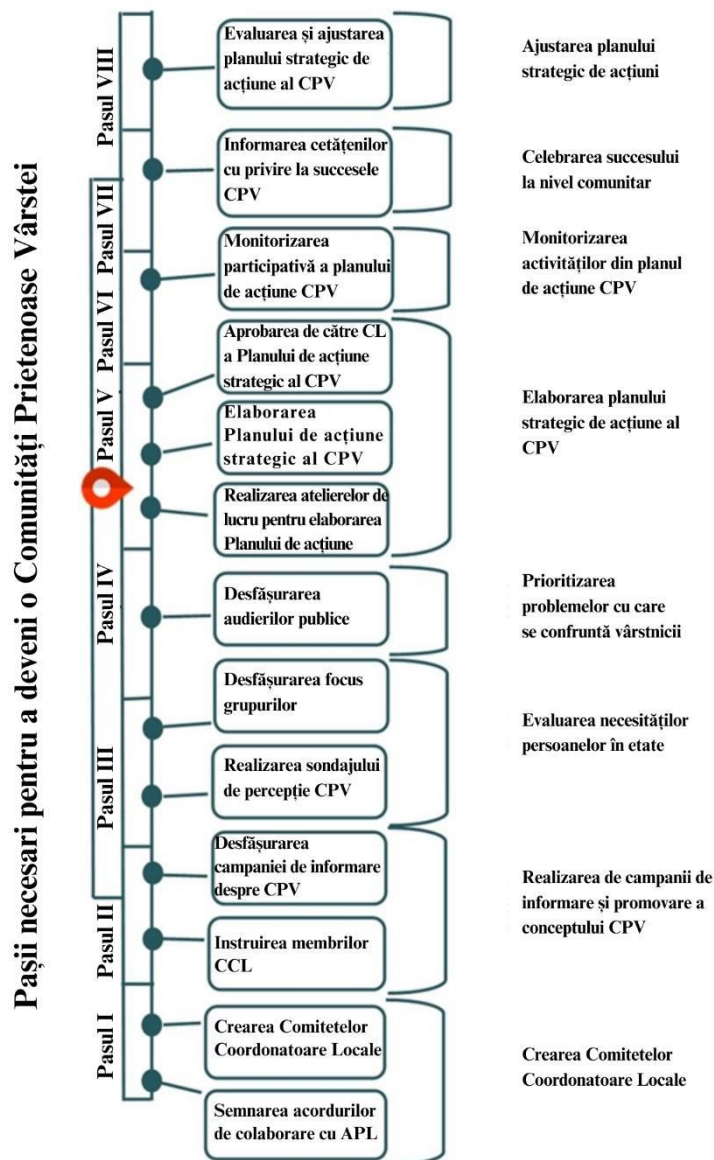 Pașii necesari pentru a deveni o Comunități Prietenoase Vârstei
Pasul VIII
Evaluarea și ajustarea
planului strategic de
acțiune al CPV
Ajustarea planului
strategic de acțiuni
Informarea cetățenilor
cu privire la succesele
CPV
Celebrarea succesului
la nivel comunitar
Pasul VII
Monitorizarea
participativă a planului
de acțiune CPV
Monitorizarea
activităților din planul
de acțiune CPV
Pasul VI
Aprobarea de către CL
a Planului de acțiune
strategic al CPV
Pasul V
Elaborarea
Planului de acțiune
strategic al CPV
Realizarea atelierelor de
lucru pentru elaborarea
Planului de acțiune
Elaborarea planului
strategic de acțiune al
CPV
Pasul IV
Desfășurarea
audierilor publice
Prioritizarea
problemelor cu care
se confruntă vârstnicii
Desfășurarea focus
grupurilor
Pasul III
Realizarea sondajului
de percepție CPV
Evaluarea necesităților
persoanelor în etate
Desfășurarea
campaniei de informare
despre CPV
Pasul II
Instruirea membrilor
CCL
Realizarea de campanii de
informare și promovare a
conceptului CPV
Pasul I
Crearea Comitetelor
Coordonatoare Locale
Semnarea acordurilor
de colaborare cu APL
Crearea Comitetelor
Coordonatoare Locale